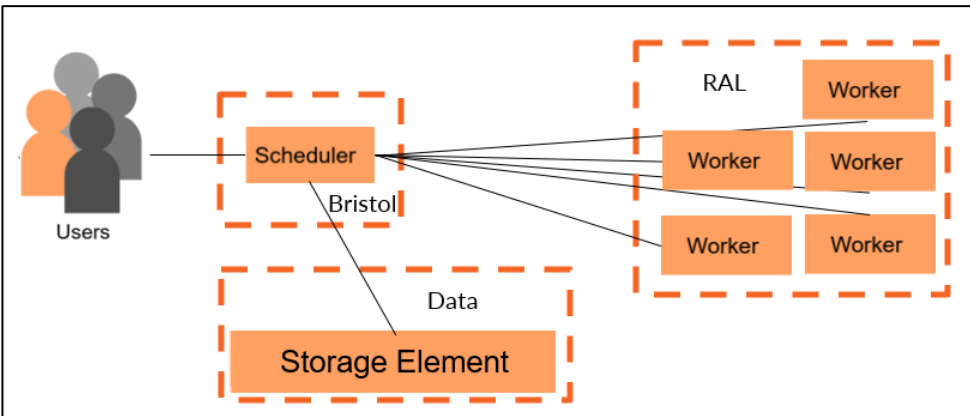 RAL
Worker
Scheduler
Worker
Worker
Bristol
Users
Worker
Worker
Data
Storage Element